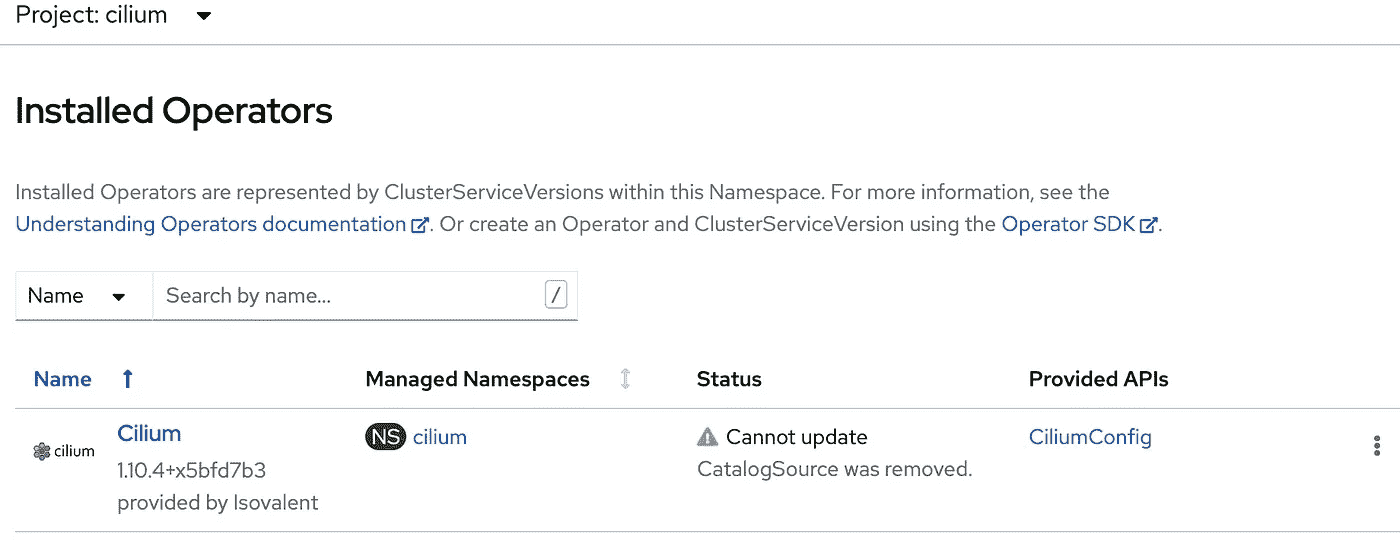 Project: cilium
Installed Operators
Installed Operators are represented by ClusterServiceVersions within this Namespace. For more information, see the
Understanding Operators documentation. Or create an Operator and ClusterServiceVersion using the Operator SDK.
Name Search by name... /
Name Managed Namespaces Status Provided APIs
cilium Cilium NS cilium Cannot update CiliumConfig
1.10.4+x5bfd7b3 CatalogSource was removed.
provided by Isovalent